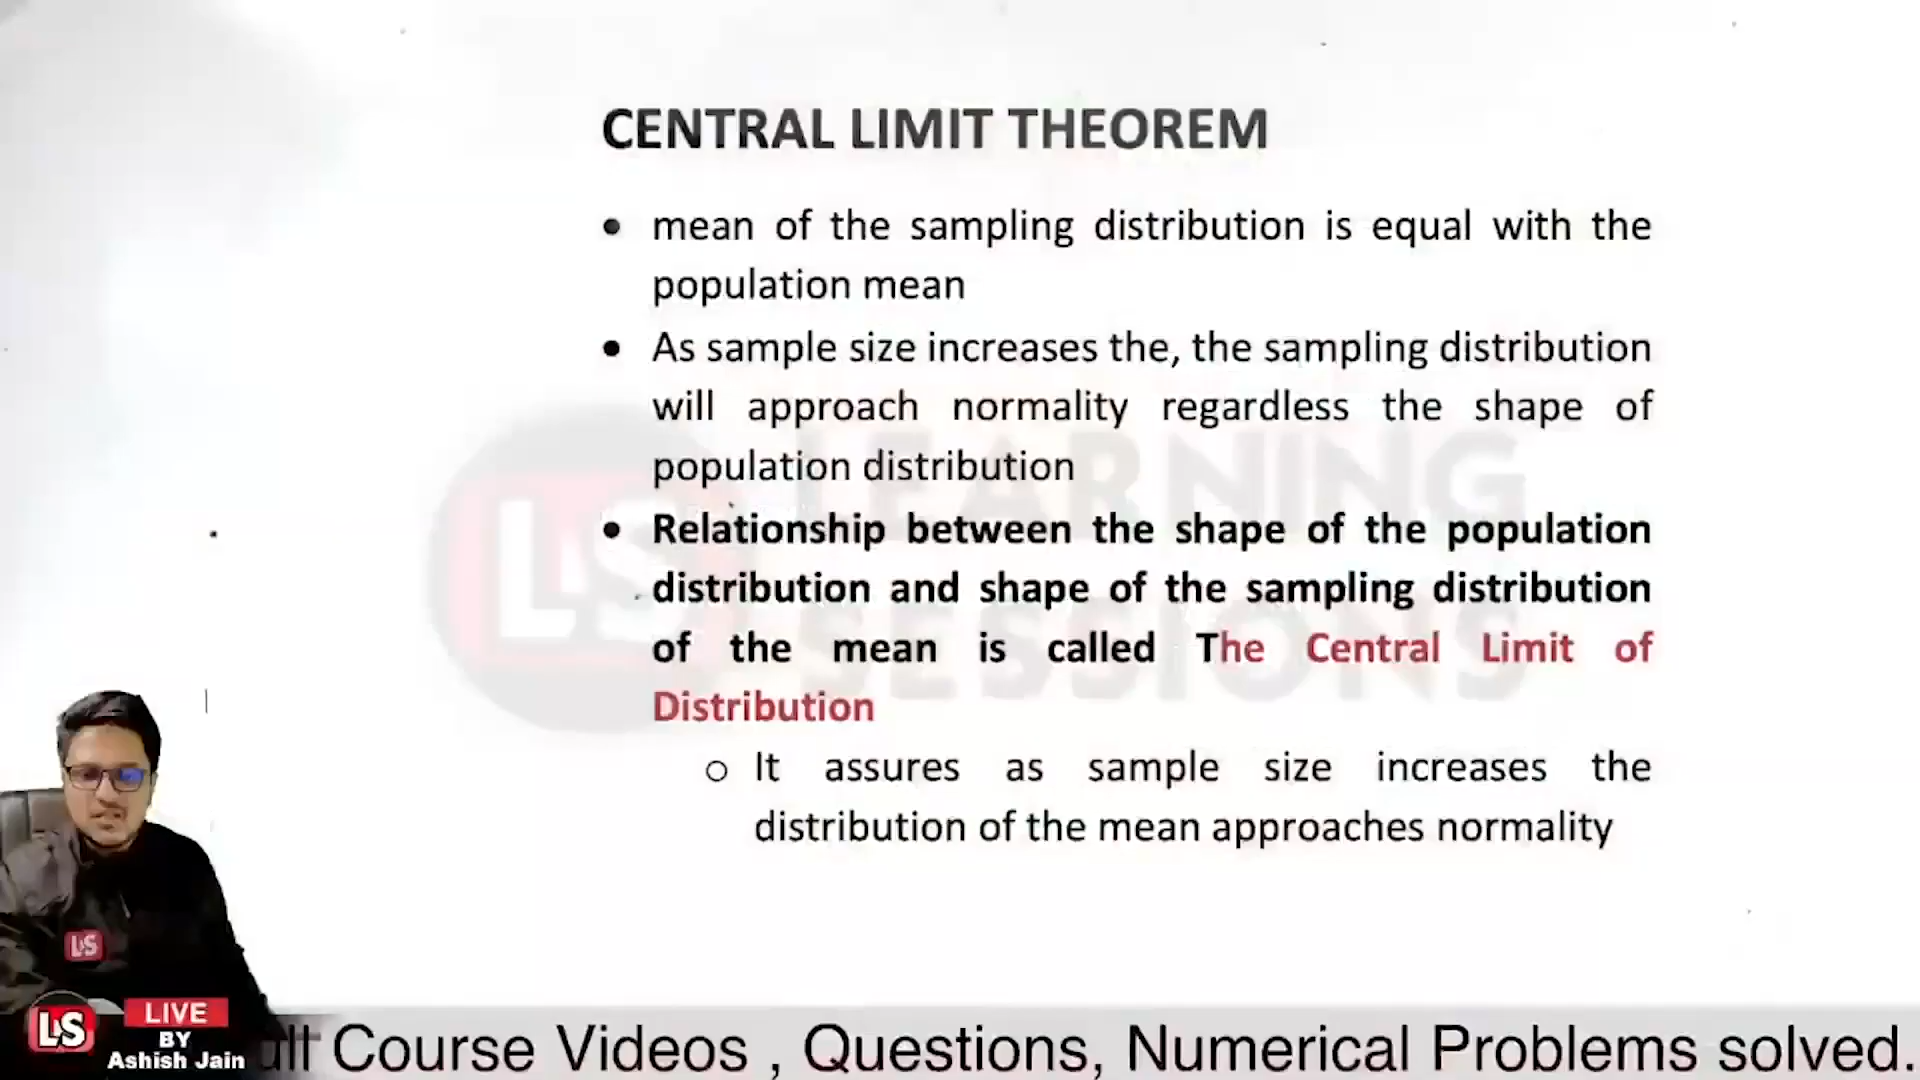 CENTRAL LIMIT THEOREM
• mean of the sampling distribution is equal with the
population mean
• As sample size increases the, the sampling distribution
will approach normality regardless the shape of
population distribution
• Relationship between the shape of the population
distribution and shape of the sampling distribution
of the mean is called The Central Limit of
Distribution
o It assures as sample size increases the
distribution of the mean approaches normality
LS LEARNING
SESSIONS
LS
LS
LIVE
BY
Ashish Jain
Course Videos , Questions, Numerical Problems solved.